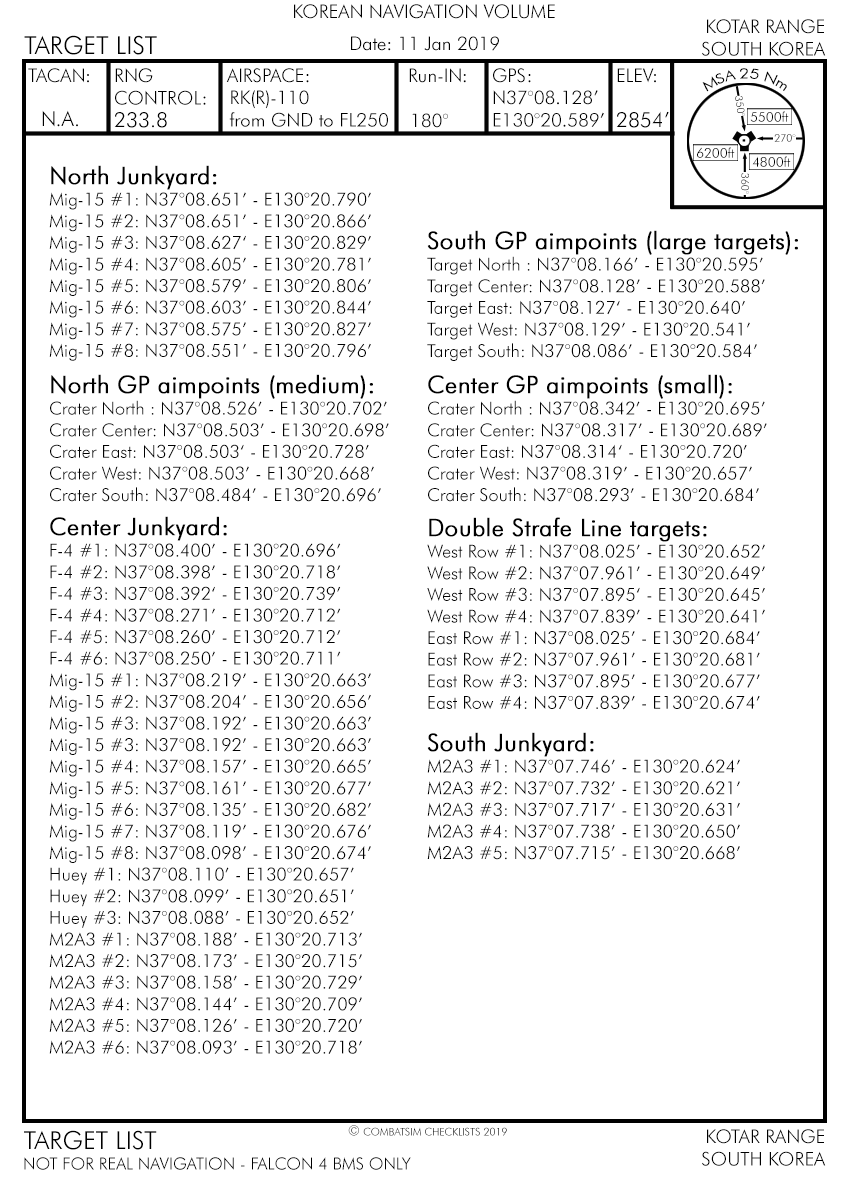 KOREAN NAVIGATION VOLUME
TARGET LIST
Date: 11 Jan 2019
KOTAR RANGE
SOUTH KOREA
TACAN:
N.A.
RNG
CONTROL:
233.8
AIRSPACE:
RK(R)-110
from GND to FL250
Run-IN:
180°
GPS:
N37°08.128’
E130°20.589’
ELEV:
2854’
MSA 25 Nm
350°
5500ft
270°
6200ft
4800ft
360°
North Junkyard:
Mig-15 #1: N37°08.651’ - E130°20.790’
Mig-15 #2: N37°08.651’ - E130°20.866’
Mig-15 #3: N37°08.627’ - E130°20.829’
Mig-15 #4: N37°08.605’ - E130°20.781’
Mig-15 #5: N37°08.579’ - E130°20.806’
Mig-15 #6: N37°08.603’ - E130°20.844’
Mig-15 #7: N37°08.575’ - E130°20.827’
Mig-15 #8: N37°08.551’ - E130°20.796’
North GP aimpoints (medium):
Crater North : N37°08.526’ - E130°20.702’
Crater Center: N37°08.503’ - E130°20.698’
Crater East: N37°08.503’ - E130°20.728’
Crater West: N37°08.503’ - E130°20.668’
Crater South: N37°08.484’ - E130°20.696’
Center Junkyard:
F-4 #1: N37°08.400’ - E130°20.696’
F-4 #2: N37°08.398’ - E130°20.718’
F-4 #3: N37°08.392’ - E130°20.739’
F-4 #4: N37°08.271’ - E130°20.712’
F-4 #5: N37°08.260’ - E130°20.712’
F-4 #6: N37°08.250’ - E130°20.711’
Mig-15 #1: N37°08.219’ - E130°20.663’
Mig-15 #2: N37°08.204’ - E130°20.656’
Mig-15 #3: N37°08.192’ - E130°20.663’
Mig-15 #3: N37°08.192’ - E130°20.663’
Mig-15 #4: N37°08.157’ - E130°20.665’
Mig-15 #5: N37°08.161’ - E130°20.677’
Mig-15 #6: N37°08.135’ - E130°20.682’
Mig-15 #7: N37°08.119’ - E130°20.676’
Mig-15 #8: N37°08.098’ - E130°20.674’
Huey #1: N37°08.110’ - E130°20.657’
Huey #2: N37°08.099’ - E130°20.651’
Huey #3: N37°08.088’ - E130°20.652’
M2A3 #1: N37°08.188’ - E130°20.713’
M2A3 #2: N37°08.173’ - E130°20.715’
M2A3 #3: N37°08.158’ - E130°20.729’
M2A3 #4: N37°08.144’ - E130°20.709’
M2A3 #5: N37°08.126’ - E130°20.720’
M2A3 #6: N37°08.093’ - E130°20.718’
South GP aimpoints (large targets):
Target North : N37°08.166’ - E130°20.595’
Target Center: N37°08.128’ - E130°20.588’
Target East: N37°08.127’ - E130°20.640’
Target West: N37°08.129’ - E130°20.541’
Target South: N37°08.086’ - E130°20.584’
Center GP aimpoints (small):
Crater North : N37°08.342’ - E130°20.695’
Crater Center: N37°08.317’ - E130°20.689’
Crater East: N37°08.314’ - E130°20.720’
Crater West: N37°08.319’ - E130°20.657’
Crater South: N37°08.293’ - E130°20.684’
Double Strafe Line targets:
West Row #1: N37°08.025’ - E130°20.652’
West Row #2: N37°07.961’ - E130°20.649’
West Row #3: N37°07.895’ - E130°20.645’
West Row #4: N37°07.839’ - E130°20.641’
East Row #1: N37°08.025’ - E130°20.684’
East Row #2: N37°07.961’ - E130°20.681’
East Row #3: N37°07.895’ - E130°20.677’
East Row #4: N37°07.839’ - E130°20.674’
South Junkyard:
M2A3 #1: N37°07.746’ - E130°20.624’
M2A3 #2: N37°07.732’ - E130°20.621’
M2A3 #3: N37°07.717’ - E130°20.631’
M2A3 #4: N37°07.738’ - E130°20.650’
M2A3 #5: N37°07.715’ - E130°20.668’
TARGET LIST
NOT FOR REAL NAVIGATION - FALCON 4 BMS ONLY
© COMBATSIM CHECKLISTS 2019
KOTAR RANGE
SOUTH KOREA